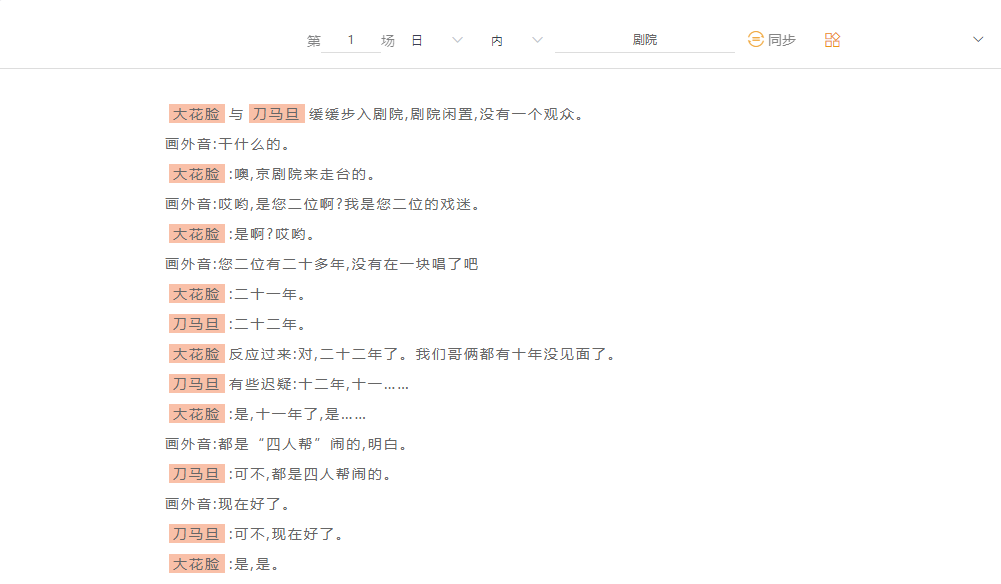 第 1 场 日 内 剧院 同步
大花脸 与 刀马旦 缓缓步入剧院,剧院闲置,没有一个观众。
画外音:干什么的。
大花脸 :噢,京剧院来走台的。
画外音:哎哟,是您二位啊?我是您二位的戏迷。
大花脸 :是啊?哎哟。
画外音:您二位有二十多年,没有在一块唱了吧
大花脸 :二十一年。
刀马旦 :二十二年。
大花脸 反应过来:对,二十二年了。我们哥俩都有十年没见面了。
刀马旦 有些迟疑:十二年,十一……
大花脸 :是,十一年了,是……
画外音:都是“四人帮”闹的,明白。
刀马旦 :可不,都是四人帮闹的。
画外音:现在好了。
刀马旦 :可不,现在好了。
大花脸 :是,是。